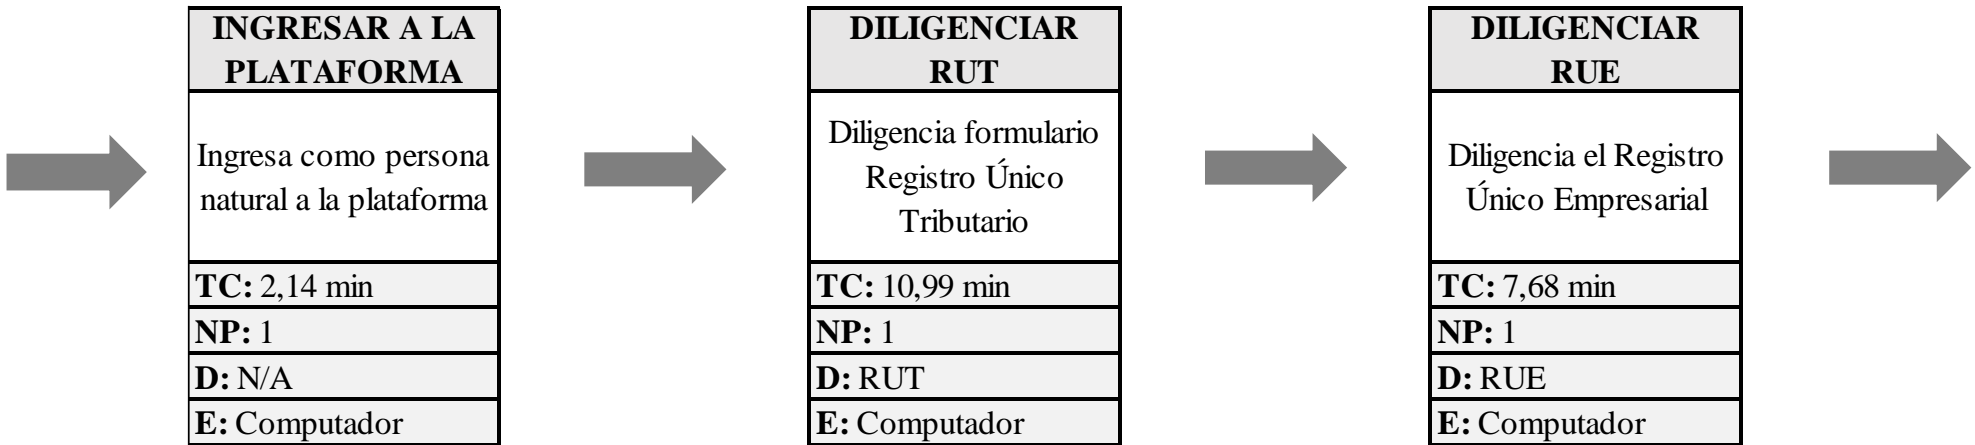 INGRESAR A LA
PLATAFORMA
Ingresa como persona
natural a la plataforma
TC: 2,14 min
NP: 1
D: N/A
E: Computador
DILIGENCIAR
RUT
Diligencia formulario
Registro Único
Tributario
TC: 10,99 min
NP: 1
D: RUT
E: Computador
DILIGENCIAR
RUE
Diligencia el Registro
Único Empresarial
TC: 7,68 min
NP: 1
D: RUE
E: Computador